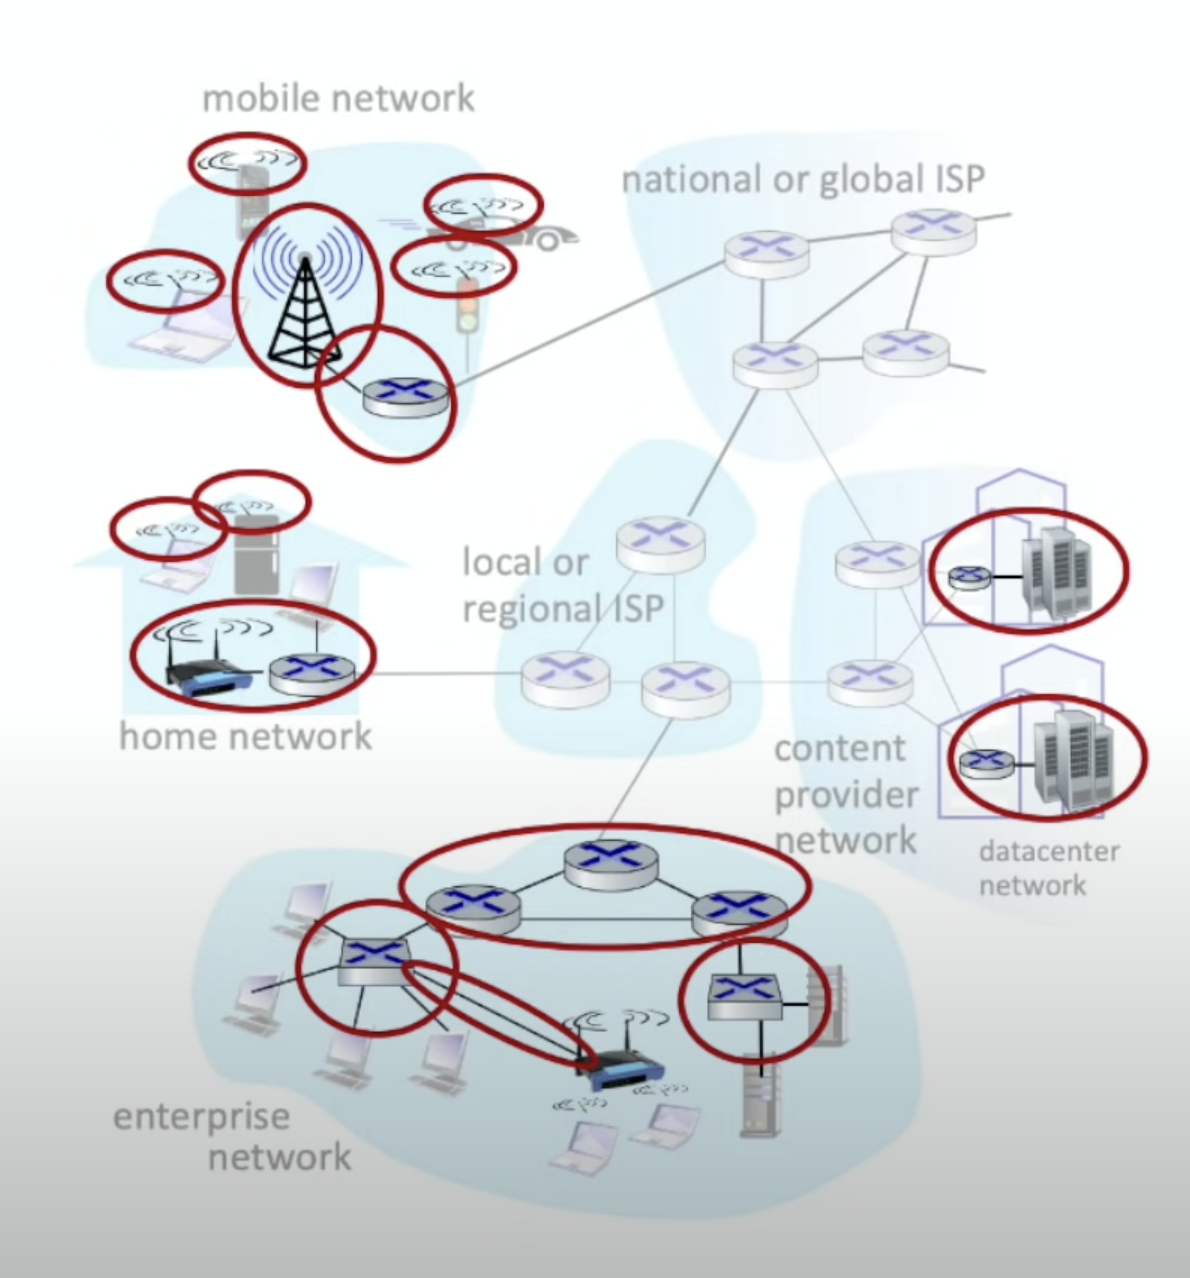 mobile network
national or global ISP
local or
regional ISP
home network
content
provider
network
datacenter
network
enterprise
network